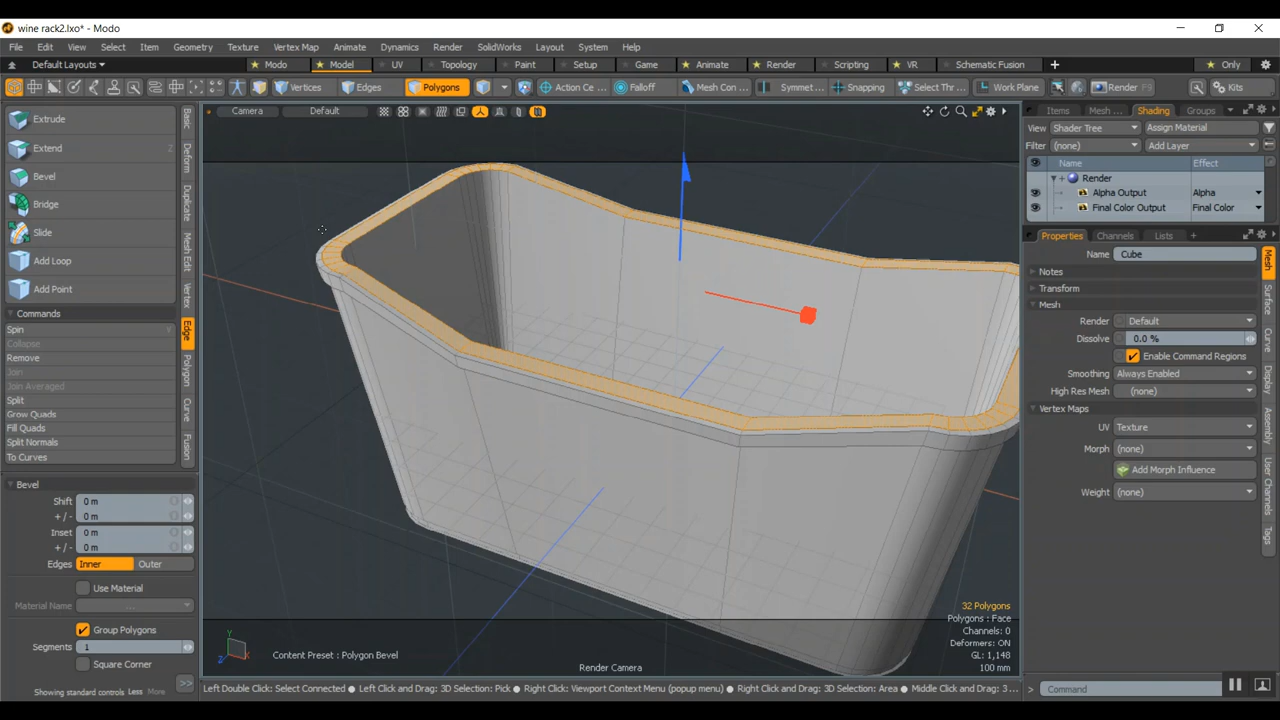 wine rack2.lxo* - Modo
File Edit View Select Item Geometry Texture Vertex Map Animate Dynamics Render SolidWorks Layout System Help
Default Layouts Modo Model UV Topology Paint Setup Game Animate Render Scripting VR Schematic Fusion + Only
Vertices Edges Polygons Action Ce ... Falloff Mesh Con ... Symmet ... Snapping Select Thr ... Work Plane Render F3 Kits
Extrude
Extend Z
Bevel
Bridge
Slide
Add Loop
Add Point
Commands
Spin V
Collapse
Remove
Join
Join Averaged
Split
Grow Quads
Fill Quads
Split Normals
To Curves
Basic
Deform
Duplicate
Mesh Edit
Vertex
Edge
Polygon
Curve
Fusion
Bevel
Shift 0 m
+ / - 0 m
Inset 0 m
+ / - 0 m
Edges Inner Outer
Use Material
Material Name ...
Group Polygons
Segments 1
Square Corner
Showing standard controls Less More >>
Camera Default
Content Preset : Polygon Bevel
Render Camera
32 Polygons
Polygons : Face
Channels: 0
Deformers: ON
GL: 1,148
100 mm
Y
Z X
Left Double Click: Select Connected ● Left Click and Drag: 3D Selection: Pick ● Right Click: Viewport Context Menu (popup menu) ● Right Click and Drag: 3D Selection: Area ● Middle Click and Drag: 3 ...
Items Mesh ... Shading Groups
View Shader Tree Assign Material
Filter (none) Add Layer
Name Effect
Render
Alpha Output Alpha
Final Color Output Final Color
Properties Channels Lists +
Name Cube
Notes
Transform
Mesh
Render Default
Dissolve 0.0 %
Enable Command Regions
Smoothing Always Enabled
High Res Mesh (none)
Vertex Maps
UV Texture
Morph (none)
Add Morph Influence
Weight (none)
Mesh
Surface
Curve
Display
Assembly
User Channels
Tags
> Command